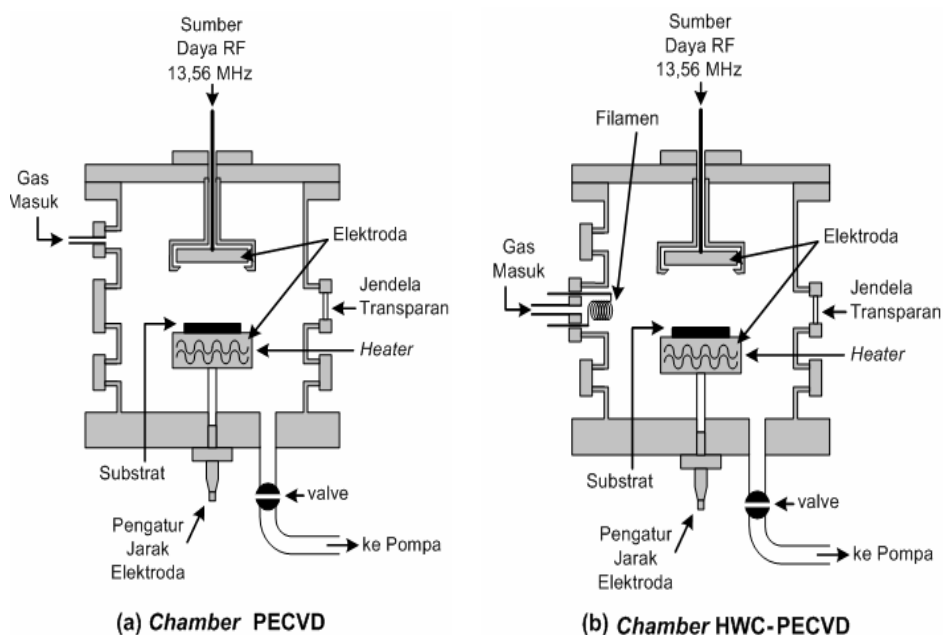 Sumber
Daya RF
13,56 MHz
Gas
Masuk
Elektroda
Jendela
Transparan
Heater
Substrat
valve
Pengatur
Jarak
Elektroda
ke Pompa
(a) Chamber PECVD
Sumber
Daya RF
13,56 MHz
Filamen
Gas
Masuk
Elektroda
Jendela
Transparan
Heater
Substrat
valve
Pengatur
Jarak
Elektroda
ke Pompa
(b) Chamber HWC-PECVD